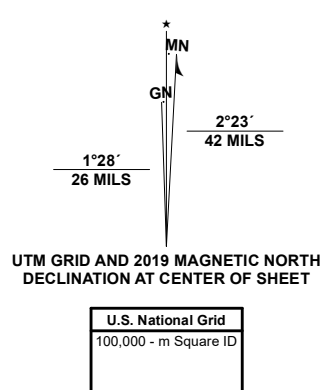 ★
MN
GN
2°23´
42 MILS
1°28´
26 MILS
UTM GRID AND 2019 MAGNETIC NORTH
DECLINATION AT CENTER OF SHEET
U.S. National Grid
100,000 - m Square ID